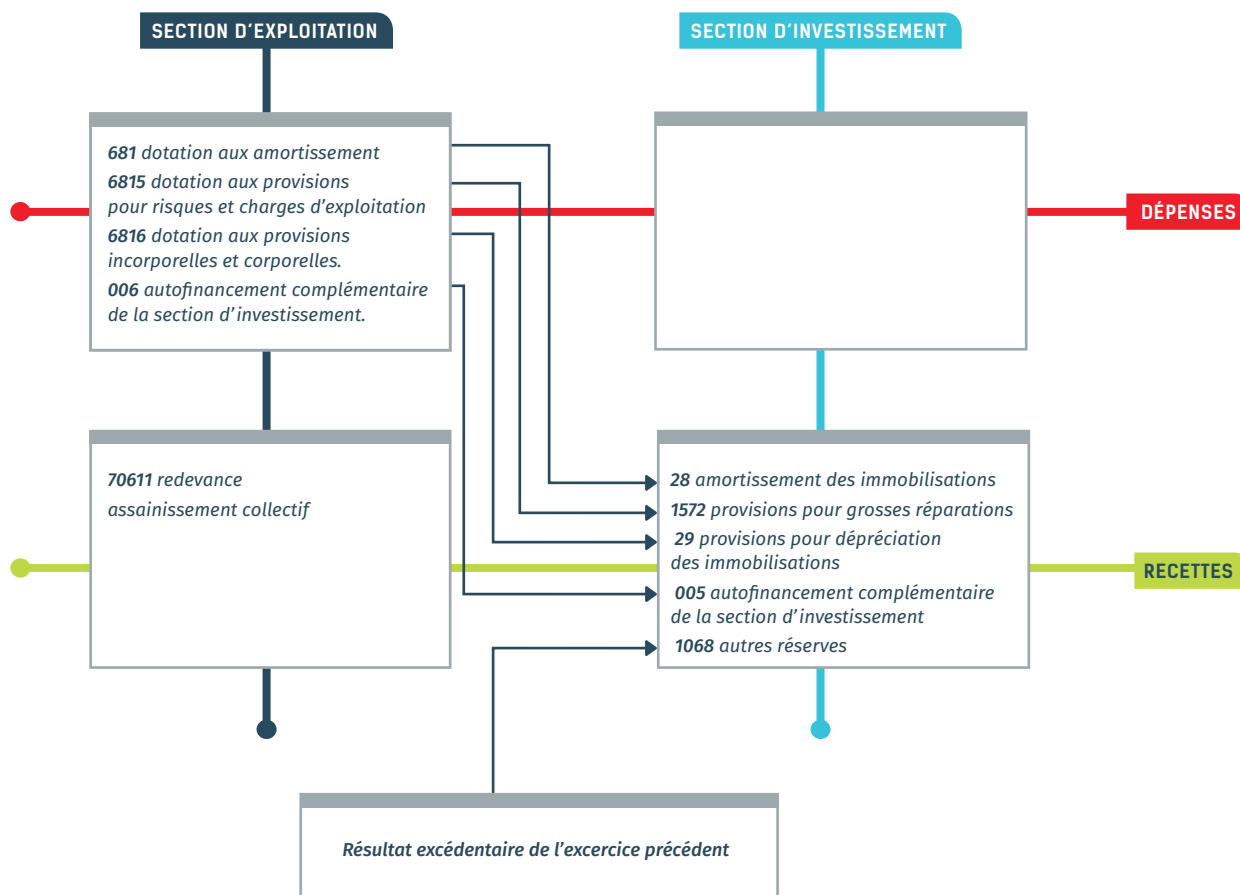 SECTION D'EXPLOITATION
SECTION D'INVESTISSEMENT
681 dotation aux amortissement
6815 dotation aux provisions
pour risques et charges d'exploitation
6816 dotation aux provisions
incorporelles et corporelles.
006 autofinancement complémentaire
de la section d'investissement.
DÉPENSES
70611 redevance
assainissement collectif
28 amortissement des immobilisations
1572 provisions pour grosses réparations
29 provisions pour dépréciation
des immobilisations
005 autofinancement complémentaire
de la section d'investissement
1068 autres réserves
RECETTES
Résultat excédentaire de l'excercice précédent